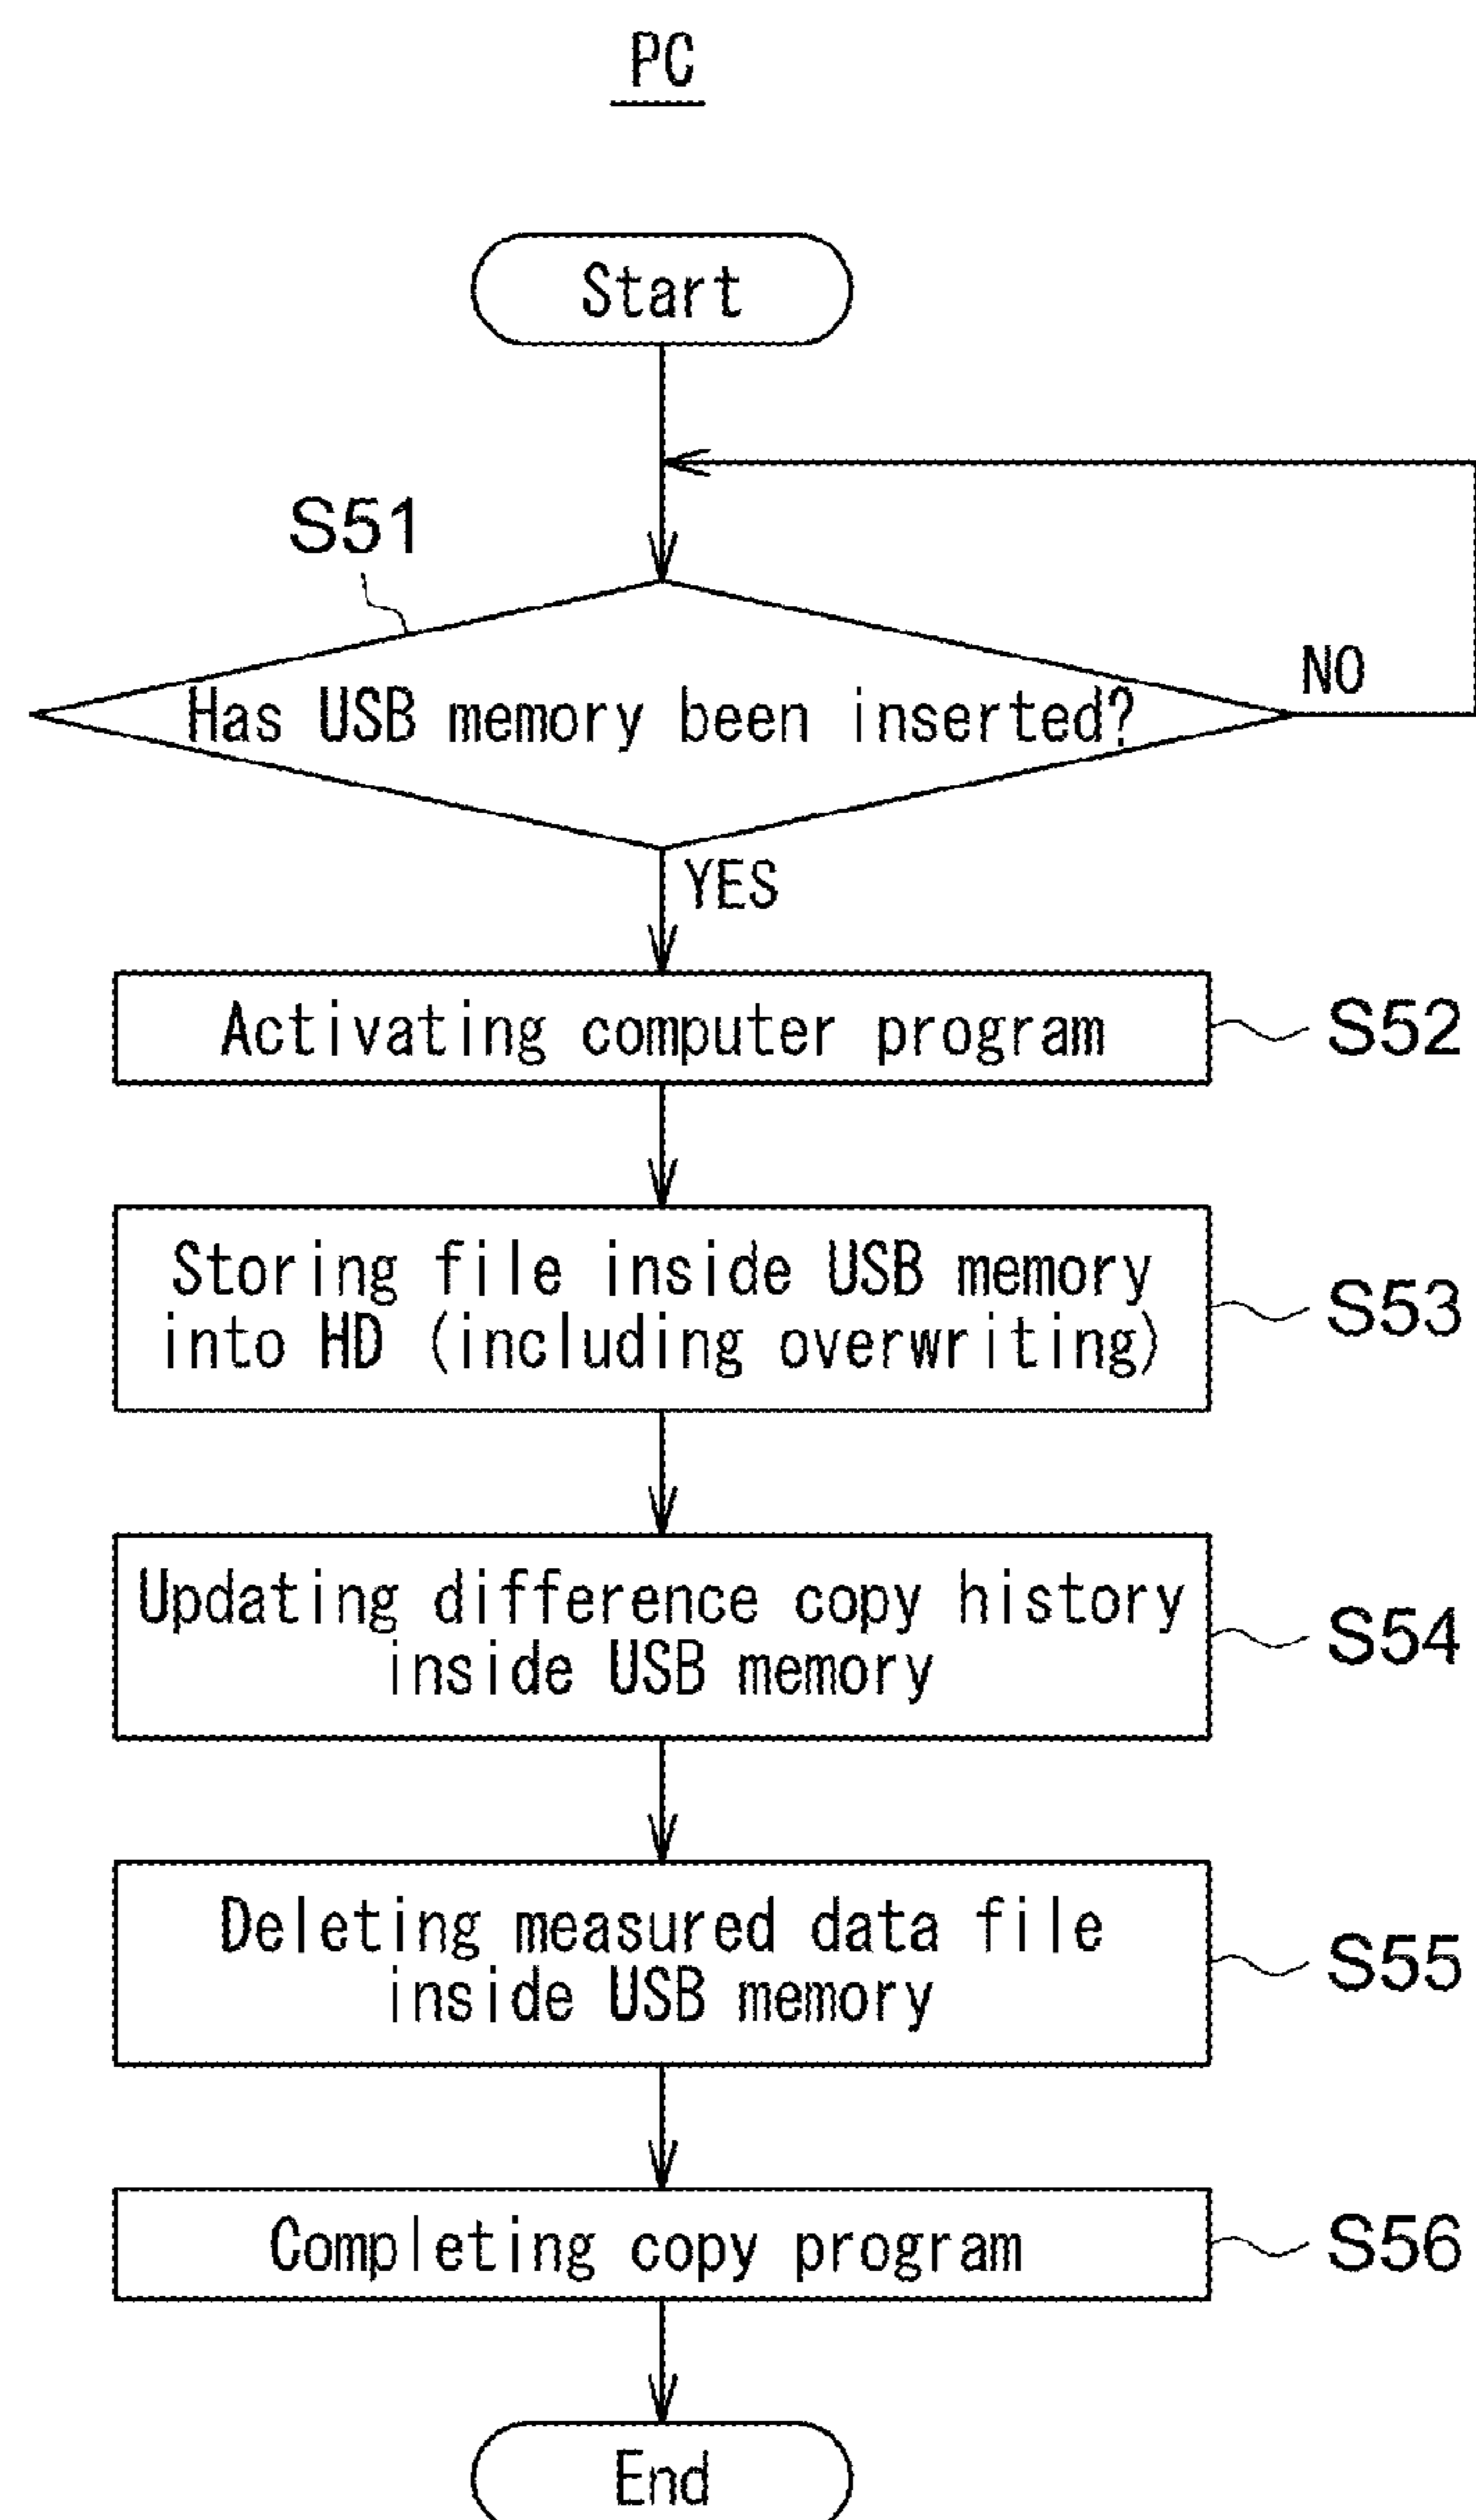 PC
Start
S51
Has USB memory been inserted?
NO
YES
Activating computer program
S52
Storing file inside USB memory
into HD (including overwriting)
S53
Updating difference copy history
inside USB memory
S54
Deleting measured data file
inside USB memory
S55
Completing copy program
S56
End